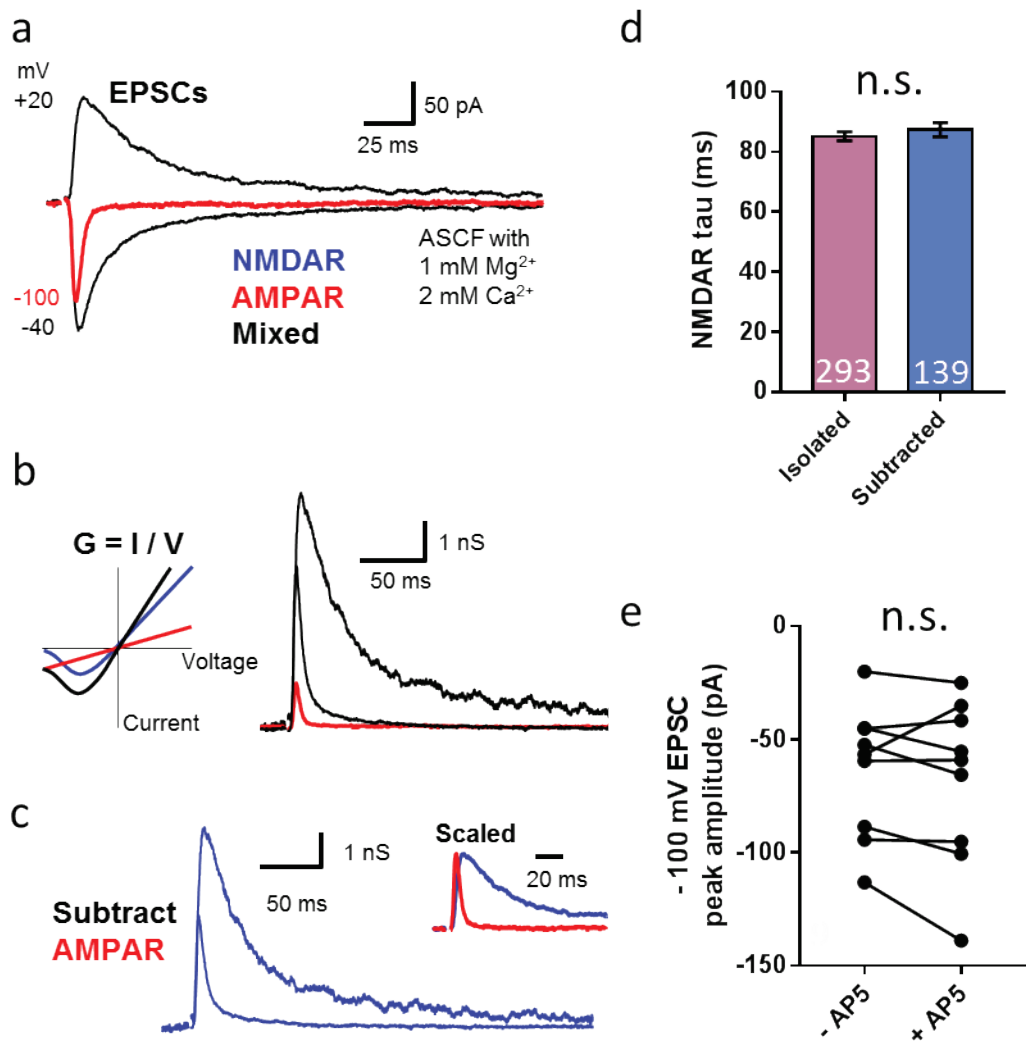 a
mV
+20
EPSCs
50 pA
25 ms
-100
-40
NMDAR
AMPAR
Mixed
ASCF with
1 mM Mg²⁺
2 mM Ca²⁺
b
G = I / V
Voltage
Current
1 nS
50 ms
c
Subtract
AMPAR
1 nS
50 ms
Scaled
20 ms
d
n.s.
NMDAR tau (ms)
100
80
60
40
20
0
293
139
Isolated
Subtracted
e
n.s.
- 100 mV EPSC
peak amplitude (pA)
0
-50
-100
-150
- AP5
+ AP5